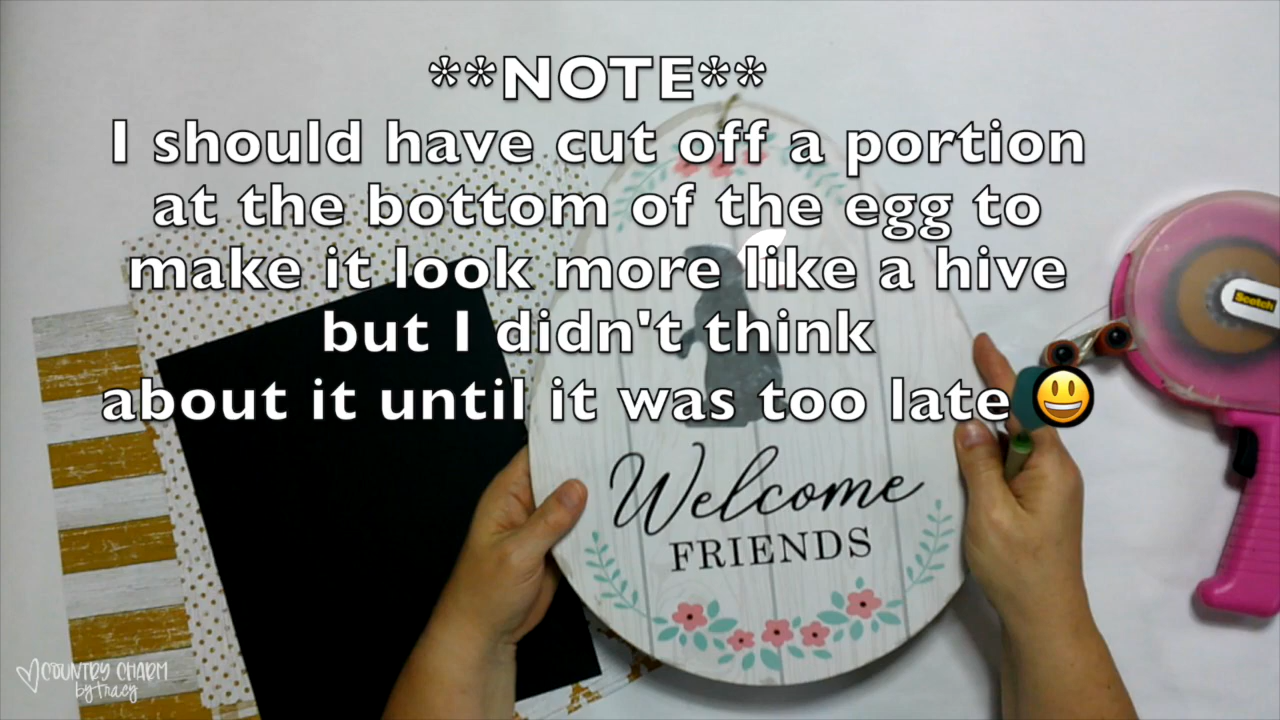 **NOTE**
I should have cut off a portion
at the bottom of the egg to
make it look more like a hive
but I didn't think
about it until it was too late 😃
Welcome
FRIENDS
Scotch
COUNTRY CHARM
by tracy